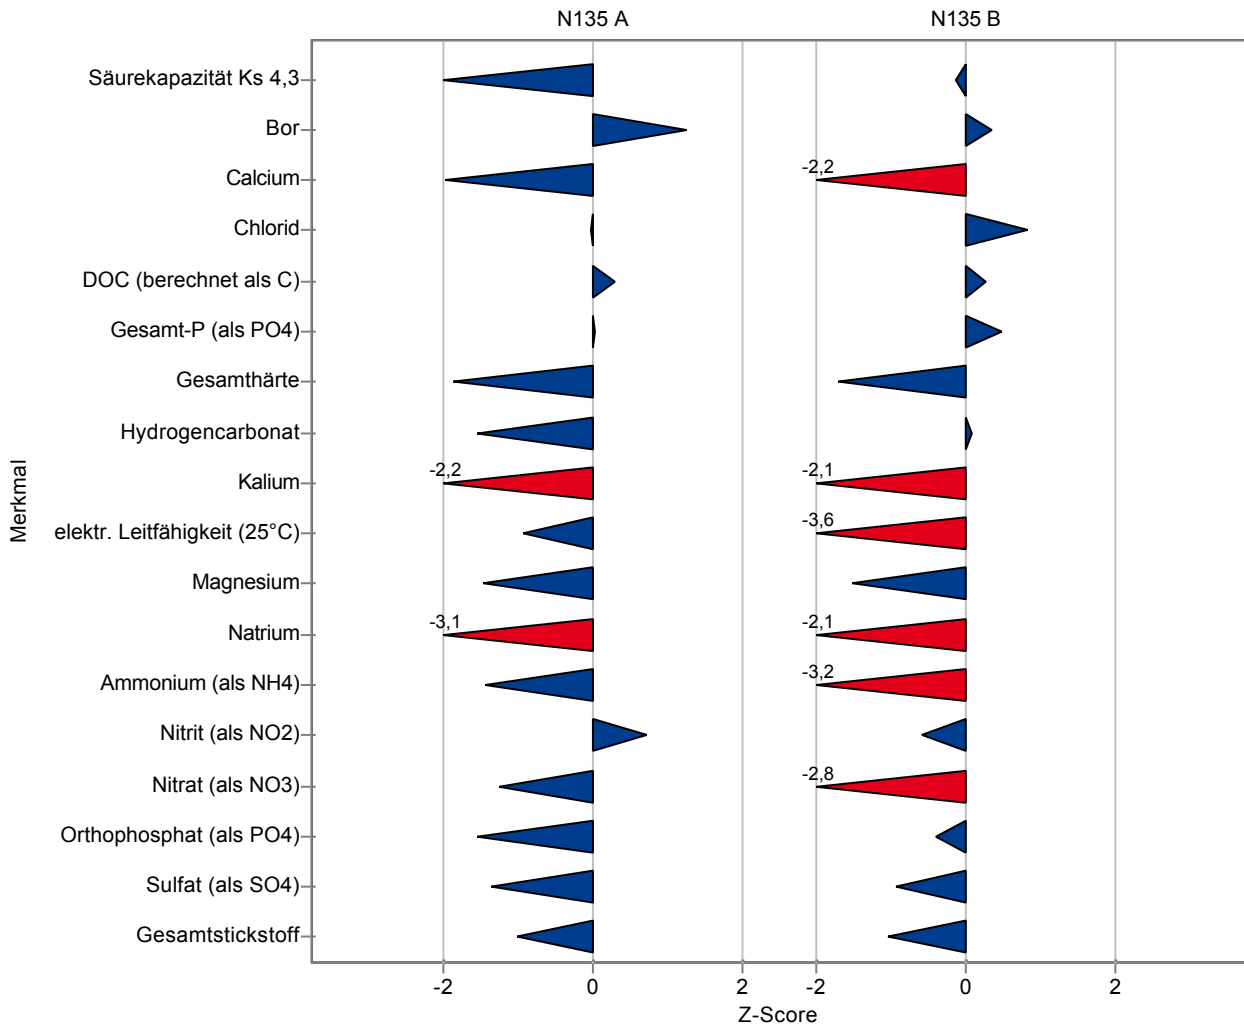 N135 A
N135 B
Säurekapazität Ks 4,3
Bor
Calcium
-2,2
Chlorid
DOC (berechnet als C)
Gesamt-P (als PO4)
Gesamthärte
Hydrogencarbonat
Kalium
-2,2
-2,1
elektr. Leitfähigkeit (25°C)
-3,6
Magnesium
Natrium
-3,1
-2,1
Ammonium (als NH4)
-3,2
Nitrit (als NO2)
Nitrat (als NO3)
-2,8
Orthophosphat (als PO4)
Sulfat (als SO4)
Gesamtstickstoff
Merkmal
-2 0 2 -2 0 2
Z-Score